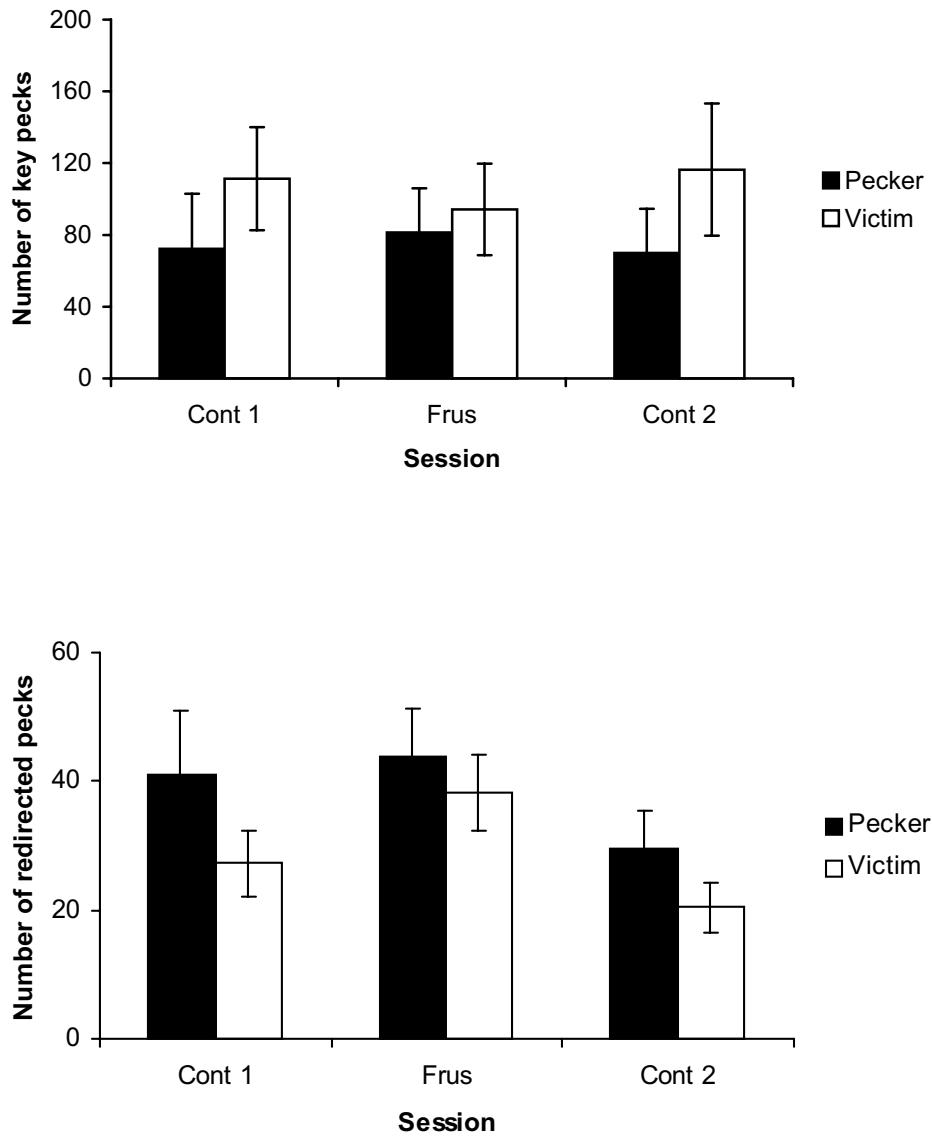 Number of key pecks
200
160
120
80
40
0
Cont 1 Frus Cont 2
Session
Pecker
Victim
Number of redirected pecks
60
40
20
0
Cont 1 Frus Cont 2
Session
Pecker
Victim